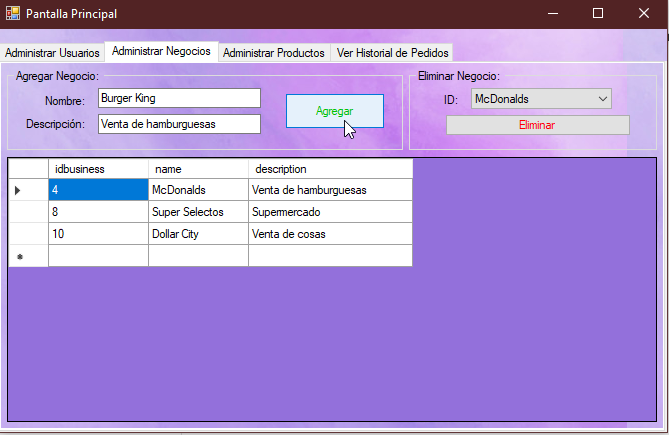 Pantalla Principal
Administrar Usuarios Administrar Negocios Administrar Productos Ver Historial de Pedidos
Agregar Negocio: Eliminar Negocio:
Nombre: Burger King Agregar ID: McDonalds
Descripción: Venta de hamburguesas Eliminar
idbusiness name description
4 McDonalds Venta de hamburguesas
8 Super Selectos Supermercado
10 Dollar City Venta de cosas